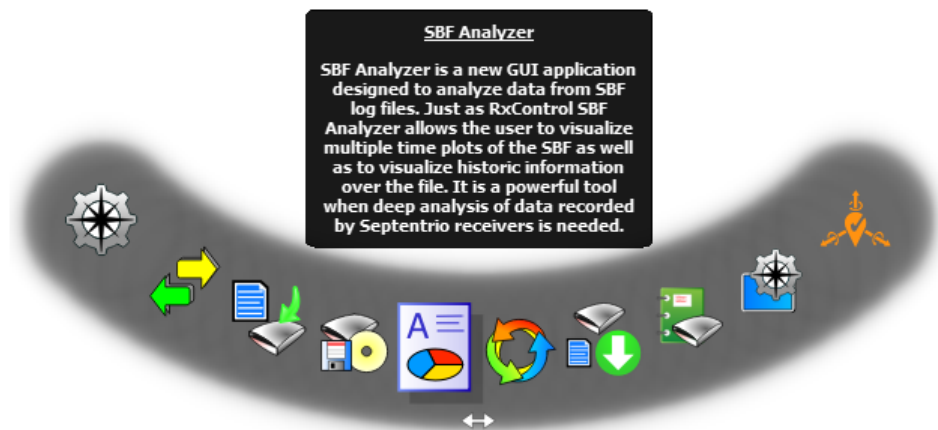 SBF Analyzer
SBF Analyzer is a new GUI application
designed to analyze data from SBF
log files. Just as RxControl SBF
Analyzer allows the user to visualize
multiple time plots of the SBF as well
as to visualize historic information
over the file. It is a powerful tool
when deep analysis of data recorded
by Septentrio receivers is needed.
A